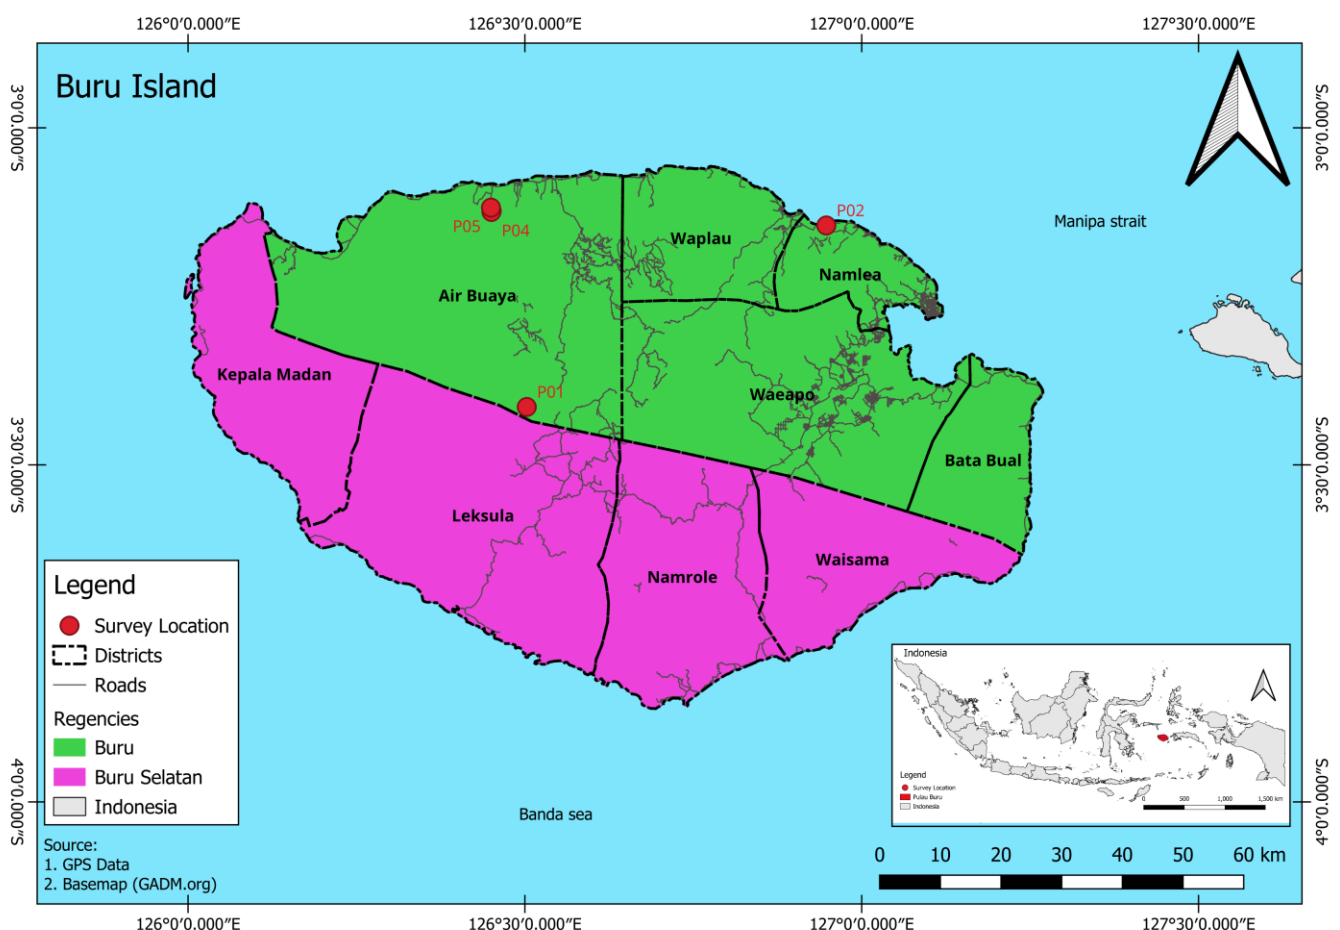 126°0′0.000″E 126°30′0.000″E 127°0′0.000″E 127°30′0.000″E
Buru Island
3°0′0.000″S
3°0′0.000″S
P02
Manipa strait
P05 P04
Waplau
Namlea
Air Buaya
Kepala Madan
P01
Waeapo
3°30′0.000″S
3°30′0.000″S
Bata Bual
Leksula
Waisama
Namrole
Legend
Survey Location
Districts
Roads
Regencies
Buru
Buru Selatan
Indonesia
Indonesia
Legend
Survey Location
Pulau Buru
Indonesia
0 500 1,000 1,500 km
4°0′0.000″S
4°0′0.000″S
Banda sea
Source:
1. GPS Data
2. Basemap (GADM.org)
0 10 20 30 40 50 60 km
126°0′0.000″E 126°30′0.000″E 127°0′0.000″E 127°30′0.000″E